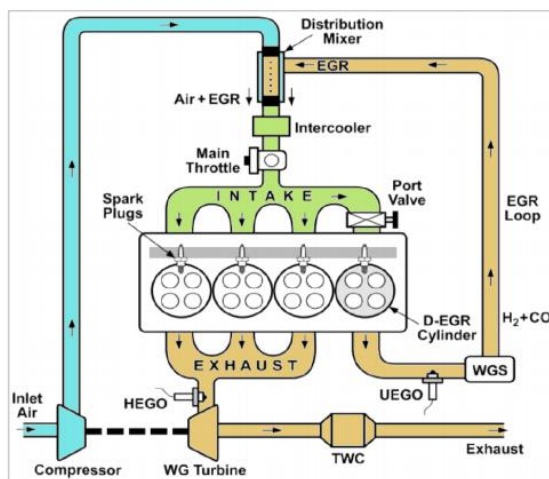 Distribution
Mixer
EGR
Air + EGR
Intercooler
Main
Throttle
INTAKE
Port
Valve
Spark
Plugs
EGR
Loop
H₂+CO
D-EGR
Cylinder
EXHAUST
WGS
HEGO
UEGO
Inlet
Air
Compressor
WG Turbine
TWC
Exhaust